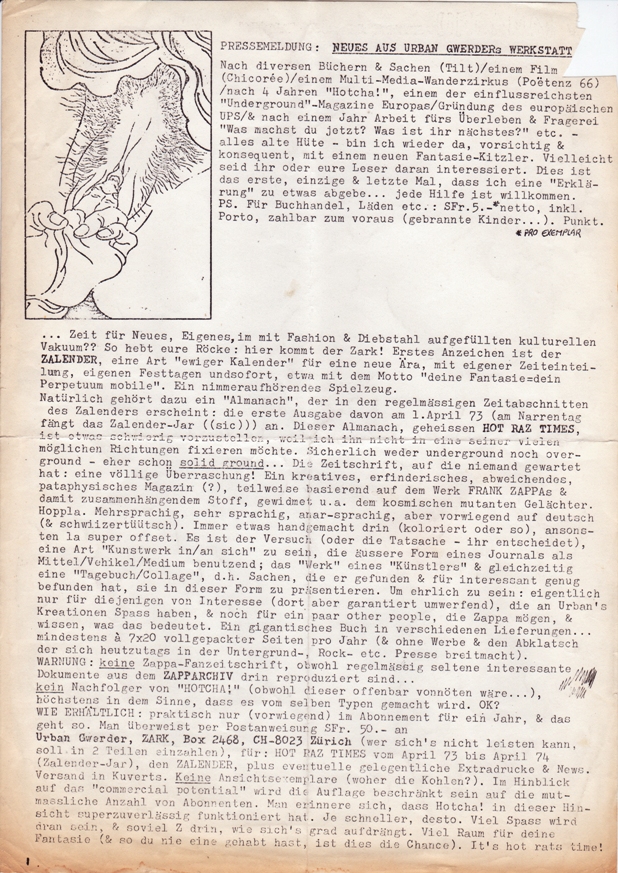 PRESSEMELDUNG: NEUES AUS URBAN GWERDERs WERKSTATT
Nach diversen Büchern & Sachen (Tilt)/einem Film
(Chicorée)/einem Multi-Media-Wanderzirkus (Poëtenz 66)
/nach 4 Jahren "Hotcha!", einem der einflussreichsten
"Underground"-Magazine Europas/Gründung des europäischen
UPS/& nach einem Jahr Arbeit fürs Überleben & Fragerei
"Was machst du jetzt? Was ist ihr nächstes?" etc. -
alles alte Hüte - bin ich wieder da, vorsichtig &
konsequent, mit einem neuen Fantasie-Kitzler. Vielleicht
seid ihr oder eure Leser daran interessiert. Dies ist
das erste, einzige & letzte Mal, dass ich eine "Erklä-
rung" zu etwas abgebe... jede Hilfe ist willkommen.
PS. Für Buchhandel, Läden etc.: SFr.5.-* netto, inkl.
Porto, zahlbar zum voraus (gebrannte Kinder...). Punkt.
* PRO EXEMPLAR
... Zeit für Neues, Eigenes, im mit Fashion & Diebstahl aufgefüllten kulturellen
Vakuum?? So hebt eure Röcke: hier kommt der Zark! Erstes Anzeichen ist der
ZALENDER, eine Art "ewiger Kalender" für eine neue Ära, mit eigener Zeiteintei-
lung, eigenen Festtagen undsofort, etwa mit dem Motto "deine Fantasie=dein
Perpetuum mobile". Ein nimmeraufhörendes Spielzeug.
Natürlich gehört dazu ein "Almanach", der in den regelmässigen Zeitabschnitten
des Zalenders erscheint: die erste Ausgabe davon am 1.April 73 (am Narrentag
fängt das Zalender-Jar ((sic))) an. Dieser Almanach, geheissen HOT RAZ TIMES,
ist etwas schwierig vorzustellen, weil ich ihn nicht in eine seiner vielen
möglichen Richtungen fixieren möchte. Sicherlich weder underground noch over-
ground - eher schon solid ground... Die Zeitschrift, auf die niemand gewartet
hat: eine völlige Überraschung! Ein kreatives, erfinderisches, abweichendes,
pataphysisches Magazin (?), teilweise basierend auf dem Werk FRANK ZAPPAs &
damit zusammenhängendem Stoff, gewidmet u.a. dem kosmischen mutanten Gelächter.
Hoppla. Mehrsprachig, sehr sprachig, anar-sprachig, aber vorwiegend auf deutsch
(& schwiizertüütsch). Immer etwas handgemacht drin (koloriert oder so), ansons-
ten la super offset. Es ist der Versuch (oder die Tatsache - ihr entscheidet),
eine Art "Kunstwerk in/an sich" zu sein, die äussere Form eines Journals als
Mittel/Vehikel/Medium benutzend; das "Werk" eines "Künstlers" & gleichzeitig
eine "Tagebuch/Collage", d.h. Sachen, die er gefunden & für interessant genug
befunden hat, sie in dieser Form zu präsentieren. Um ehrlich zu sein: eigentlich
nur für diejenigen von Interesse (dort aber garantiert umwerfend), die an Urban's
Kreationen Spass haben, & noch für ein paar other people, die Zappa mögen, &
wissen, was das bedeutet. Ein gigantisches Buch in verschiedenen Lieferungen...
mindestens à 7x20 vollgepackter Seiten pro Jahr (& ohne Werbe & den Abklatsch
der sich heutzutags in der Untergrund-, Rock- etc. Presse breitmacht).
WARNUNG: keine Zappa-Fanzeitschrift, obwohl regelmässig seltene interessante
Dokumente aus dem ZAPPARCHIV drin reproduziert sind...
kein Nachfolger von "HOTCHA!" (obwohl dieser offenbar vonnöten wäre...),
höchstens in dem Sinne, dass es vom selben Typen gemacht wird. OK?
WIE ERHÄLTLICH: praktisch nur (vorwiegend) im Abonnement für ein Jahr, & das
geht so. Man überweist per Postanweisung SFr. 50.- an
Urban Gwerder, ZARK, Box 2468, CH-8023 Zürich (wer sich's nicht leisten kann,
soll in 2 Teilen einzahlen), für: HOT RAZ TIMES vom April 73 bis April 74
(Zalender-Jar), den ZALENDER, plus eventuelle gelegentliche Extradrucke & News.
Versand in Kuverts. Keine Ansichtsexemplare (woher die Kohlen?). Im Hinblick
auf das "commercial potential" wird die Auflage beschränkt sein auf die mut-
massliche Anzahl von Abonnenten. Man erinnere sich, dass Hotcha! in dieser Hin-
sicht superzuverlässig funktioniert hat. Je schneller, desto. Viel Spass wird
dran sein, & soviel Z drin, wie sich's grad aufdrängt. Viel Raum für deine
Fantasie (& so du nie eine gehabt hast, ist dies die Chance). It's hot rats time!